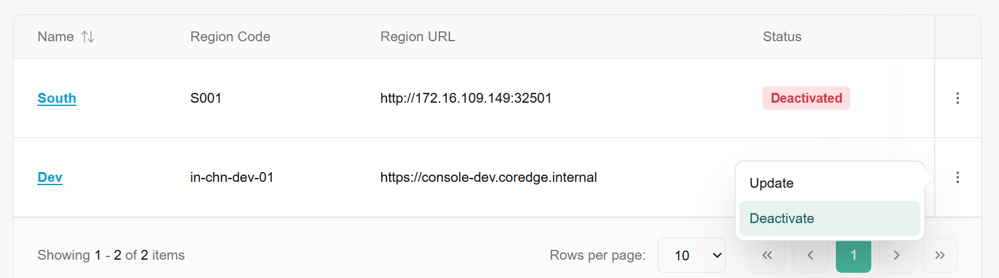 Name Region Code Region URL Status
South S001 http://172.16.109.149:32501 Deactivated
Dev in-chn-dev-01 https://console-dev.coredge.internal
Update
Deactivate
Showing 1 - 2 of 2 items Rows per page: 10 « ‹ 1 › »